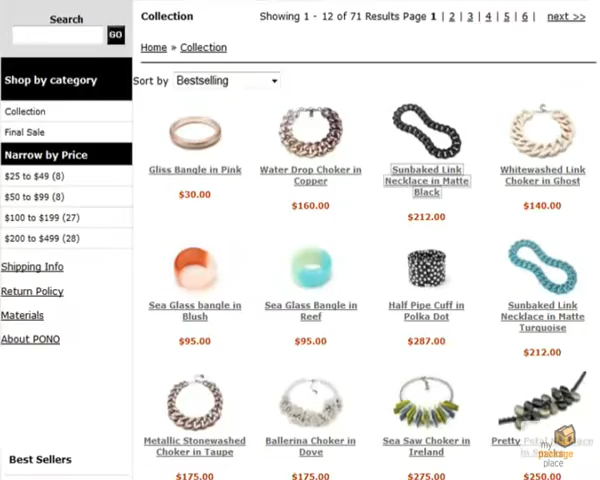 Search
GO
Shop by category
Collection
Final Sale
Narrow by Price
$25 to $49 (8)
$50 to $99 (8)
$100 to $199 (27)
$200 to $499 (28)
Shipping Info
Return Policy
Materials
About PONO
Best Sellers
Collection
Showing 1 - 12 of 71 Results Page 1 | 2 | 3 | 4 | 5 | 6 | next >>
Home » Collection
Sort by Bestselling
Gliss Bangle in Pink
$30.00
Water Drop Choker in
Copper
$160.00
Sunbaked Link
Necklace in Matte
Black
$212.00
Whitewashed Link
Choker in Ghost
$140.00
Sea Glass bangle in
Blush
$95.00
Sea Glass Bangle in
Reef
$95.00
Half Pipe Cuff in
Polka Dot
$287.00
Sunbaked Link
Necklace in Matte
Turquoise
$212.00
Metallic Stonewashed
Choker in Taupe
$175.00
Ballerina Choker in
Dove
$175.00
Sea Saw Choker in
Ireland
$275.00
Pretty
in
$250.00
my
package
place